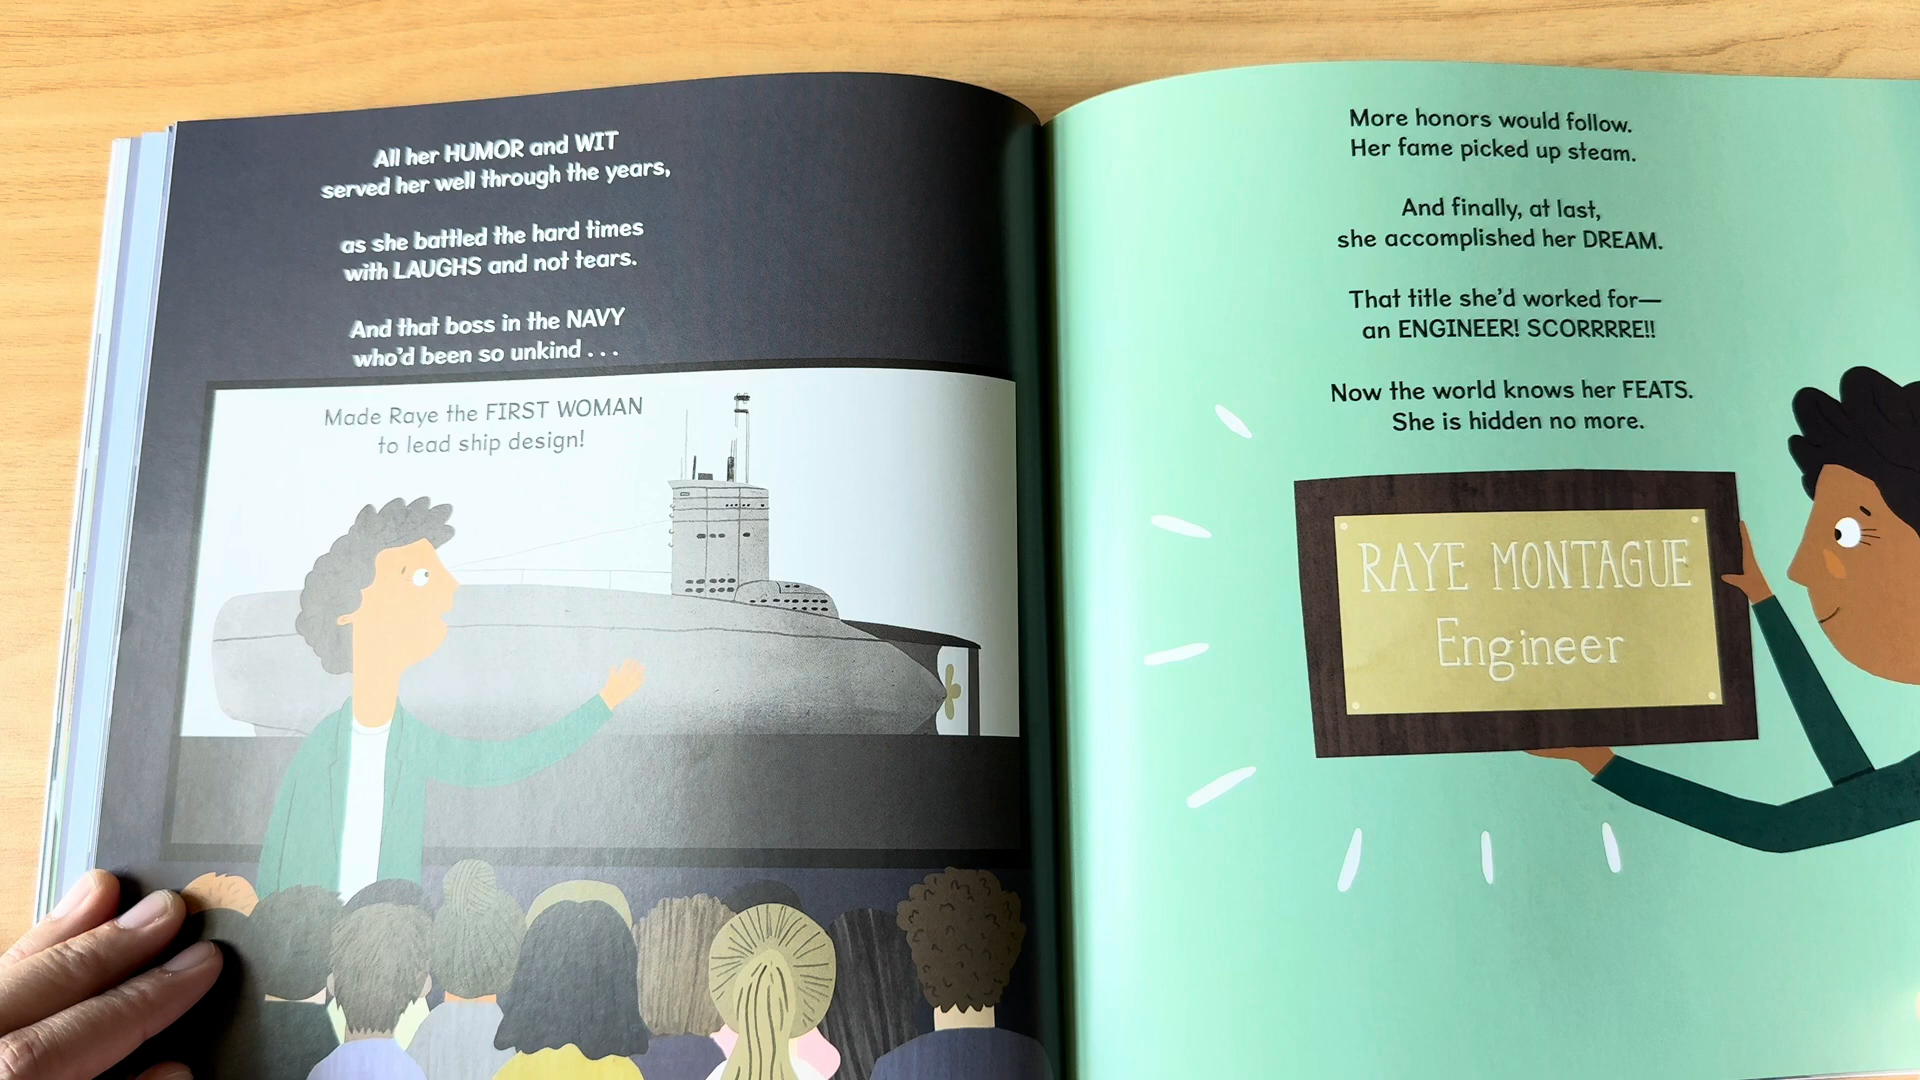 All her HUMOR and WIT
served her well through the years,
as she battled the hard times
with LAUGHS and not tears.
And that boss in the NAVY
who'd been so unkind . . .
Made Raye the FIRST WOMAN
to lead ship design!
More honors would follow.
Her fame picked up steam.
And finally, at last,
she accomplished her DREAM.
That title she'd worked for—
an ENGINEER! SCORRRRE!!
Now the world knows her FEATS.
She is hidden no more.
RAYE MONTAGUE
Engineer